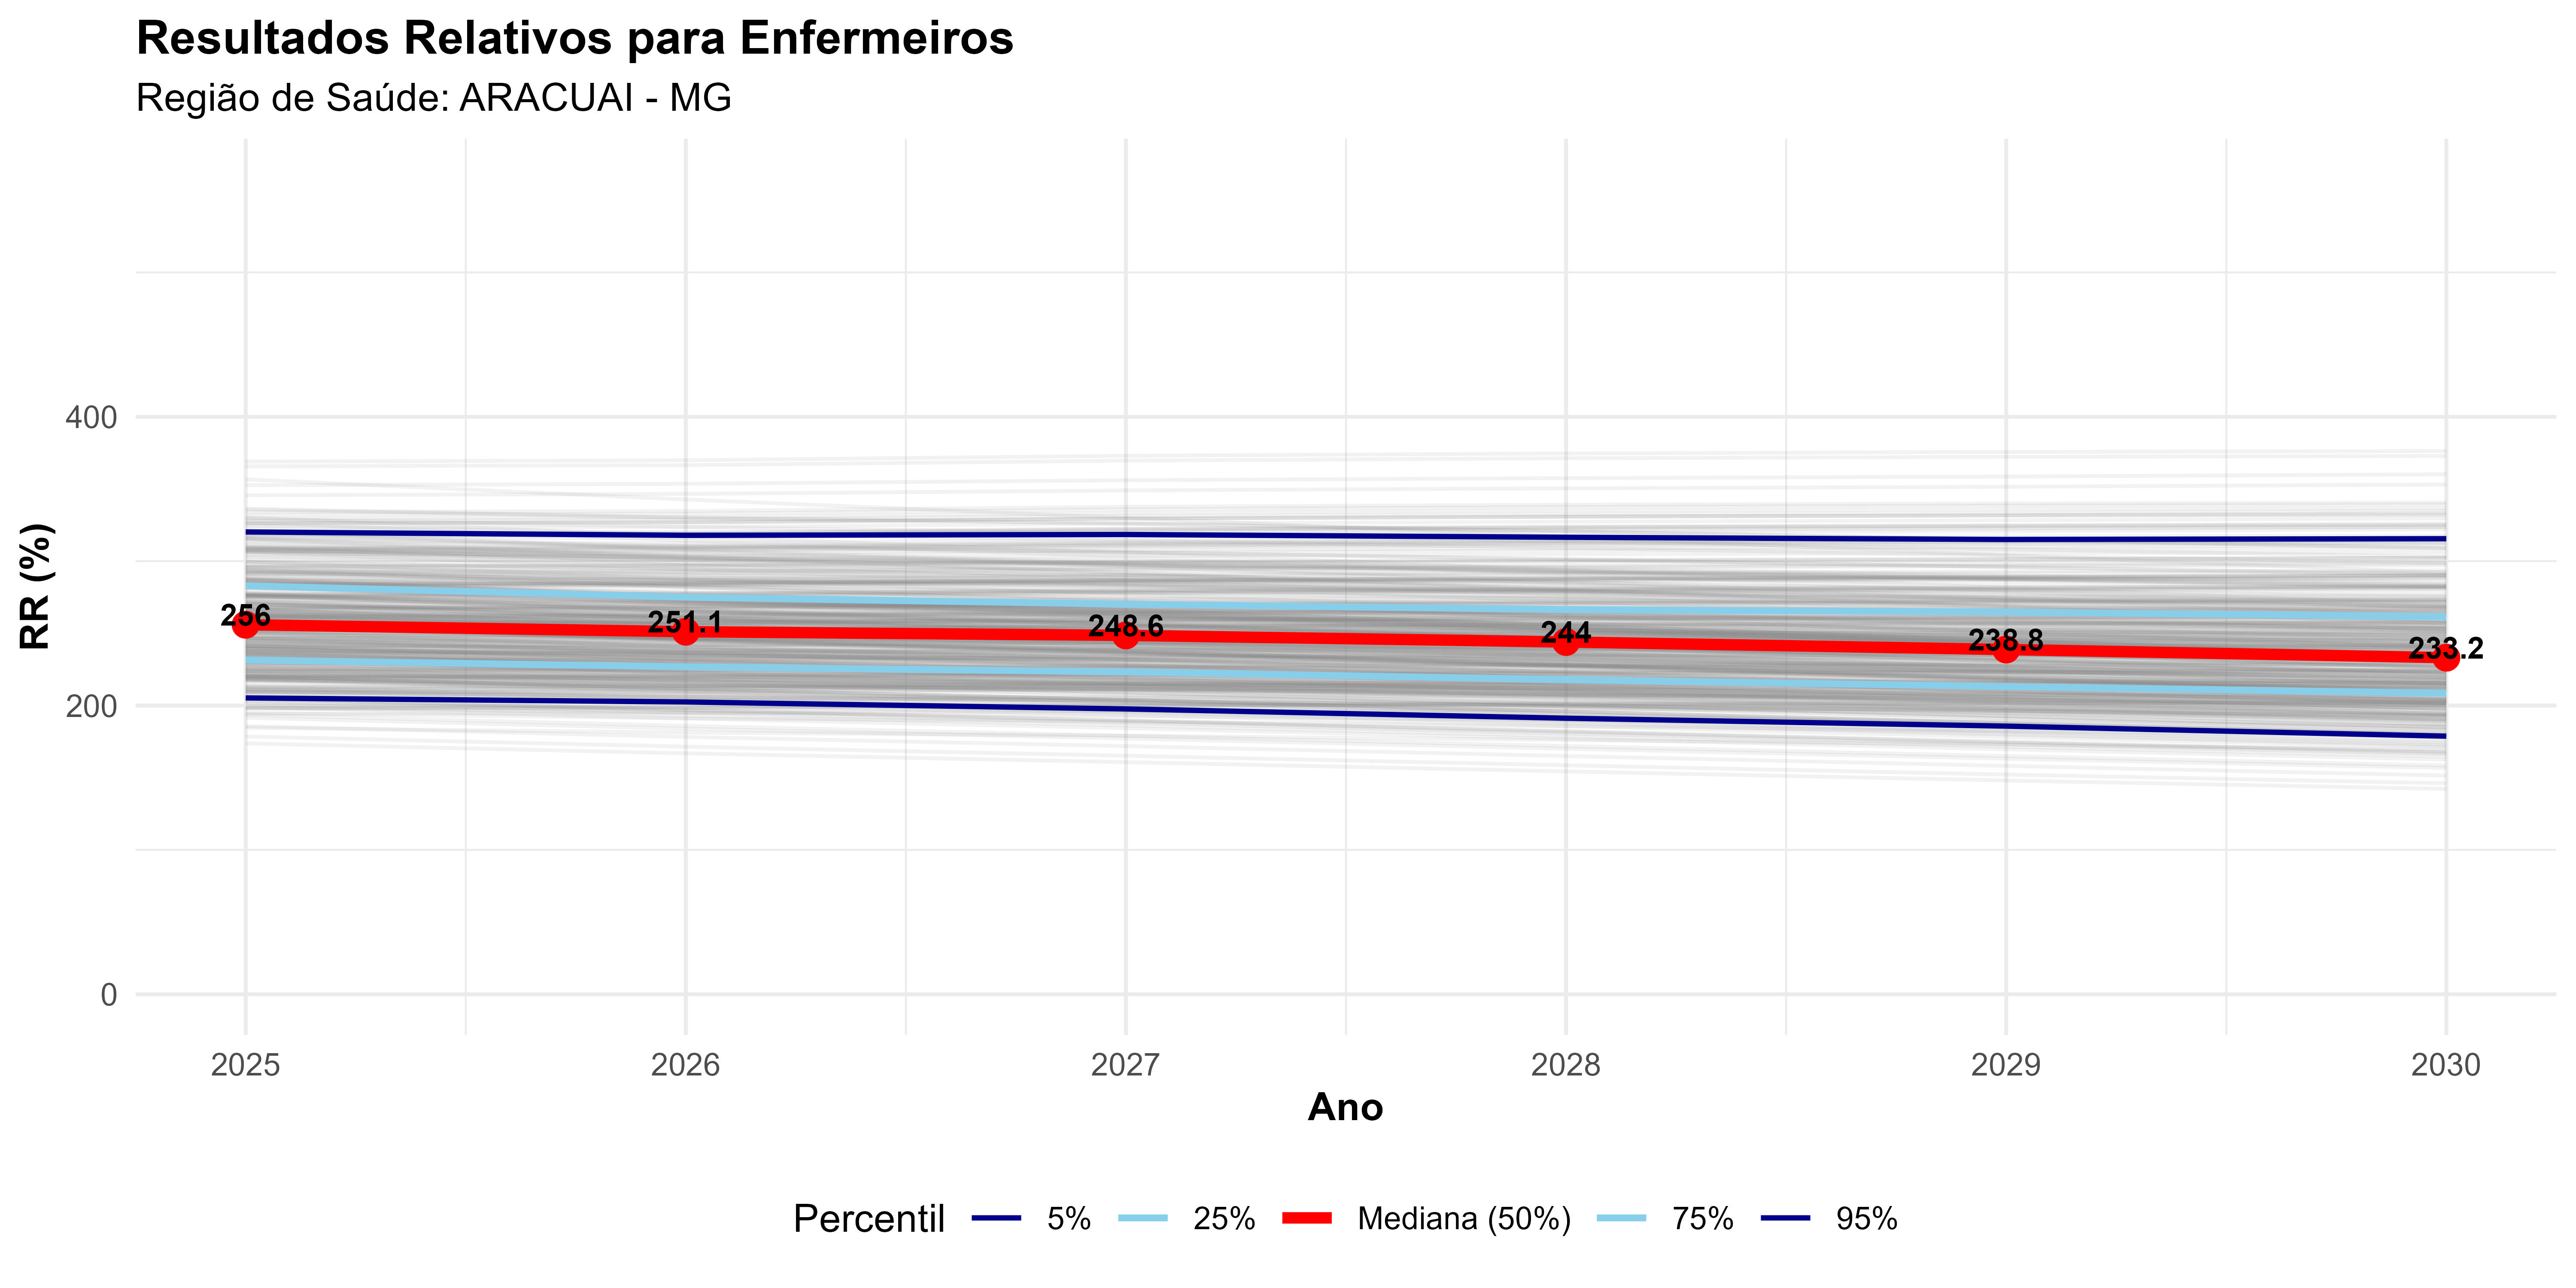 Resultados Relativos para Enfermeiros
Região de Saúde: ARACUAI - MG
RR (%)
400
200
0
256
251.1
248.6
244
238.8
233.2
2025 2026 2027 2028 2029 2030
Ano
Percentil 5% 25% Mediana (50%) 75% 95%